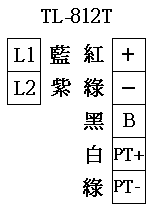 TL-812T
L1 藍 紅 +
L2 紫 綠 −
黑 B
白 PT+
綠 PT-